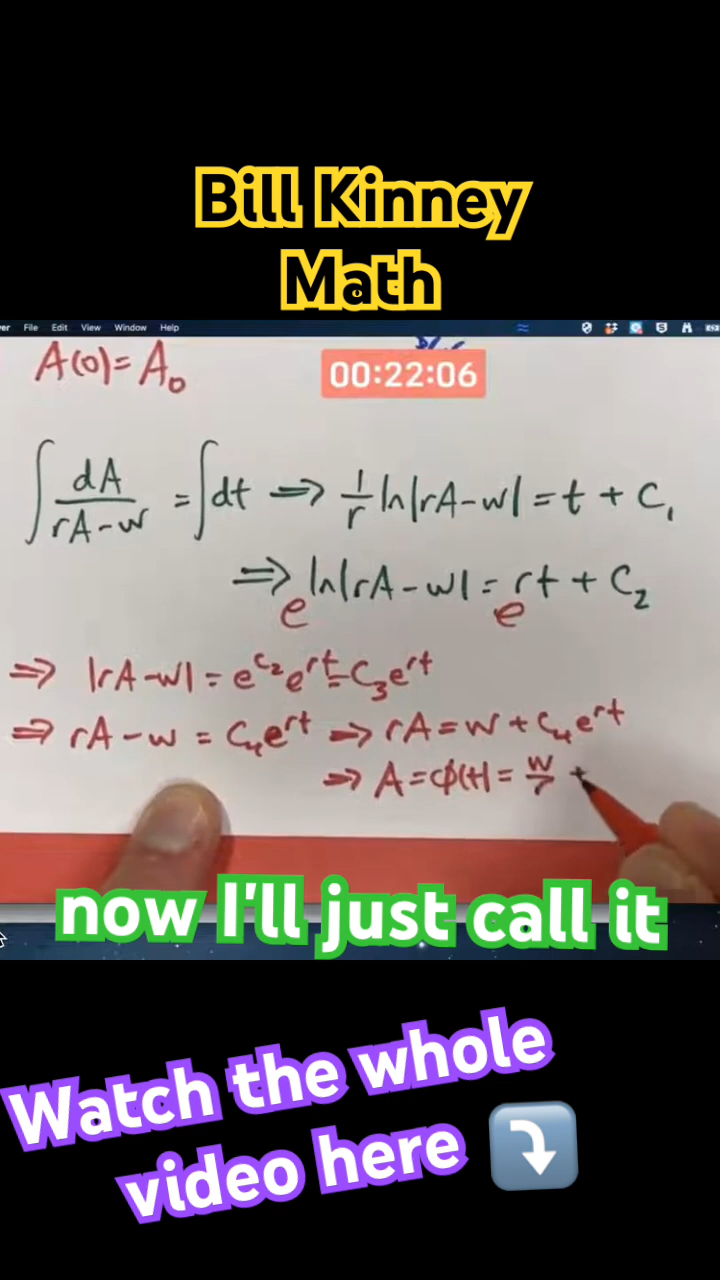 Bill Kinney
Math
File Edit View Window Help
A(0) = A₀
00:22:06
∫ dA/(rA-w) = ∫dt ⇒ 1/r ln|rA-w| = t + C₁
⇒ ln|rA-w| = rt + C₂
e e
⇒ |rA-w| = e^C₂ e^rt = C₃e^rt
⇒ rA-w = C₄e^rt ⇒ rA = w + C₄e^rt
⇒ A = φ(t) = w/r +
now I'll just call it
Watch the whole
video here